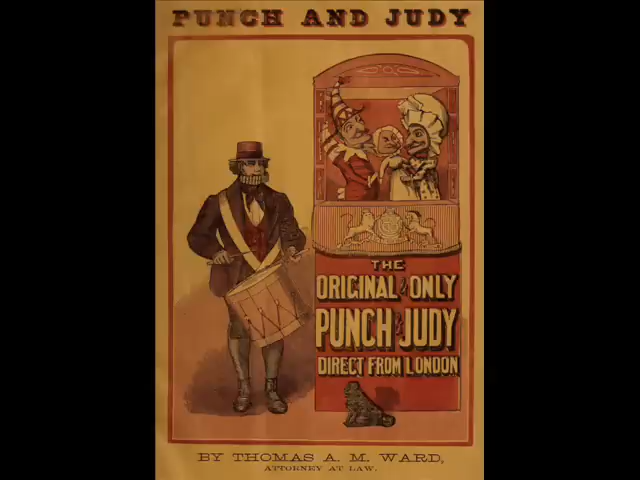 PUNCH AND JUDY
THE
ORIGINAL & ONLY
PUNCH & JUDY
DIRECT FROM LONDON
BY THOMAS A. M. WARD,
ATTORNEY AT LAW.